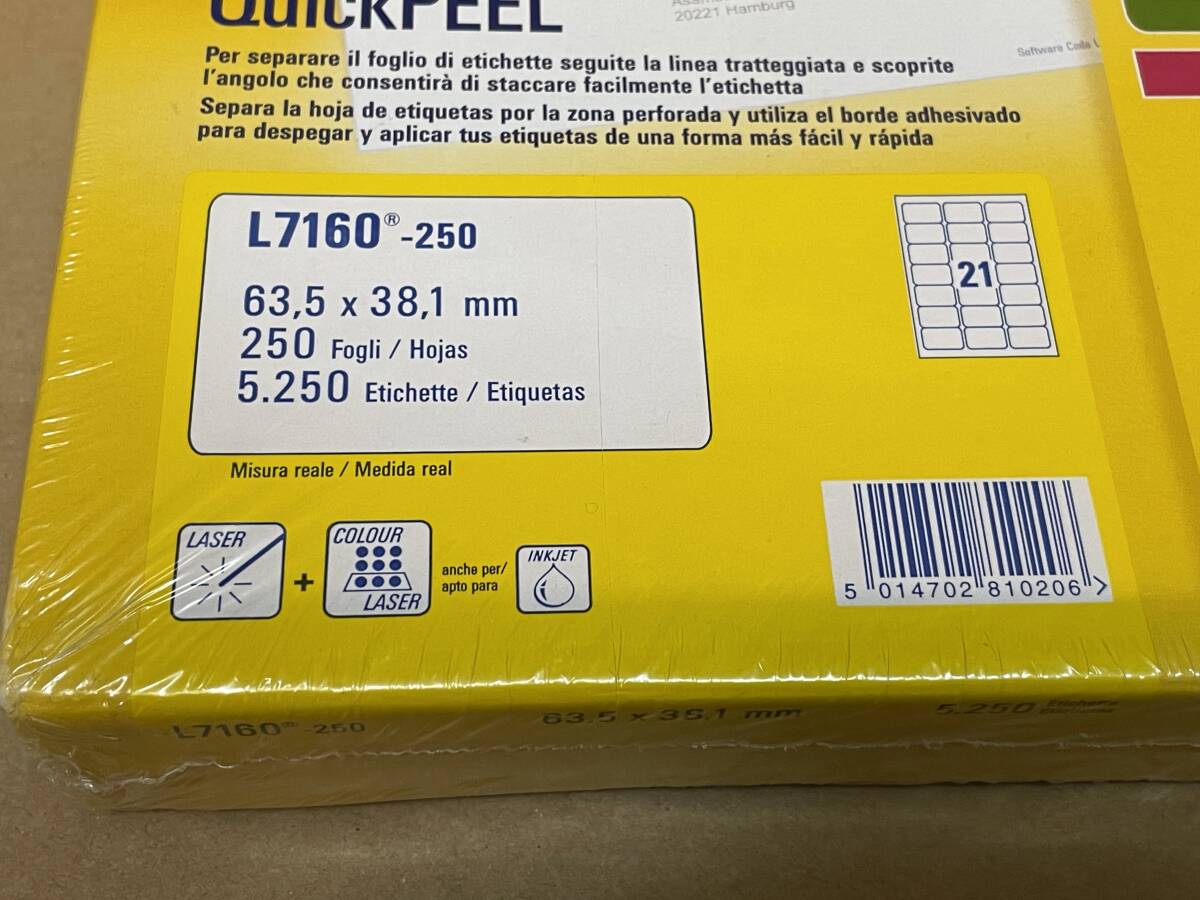 QuickPEEL
20221 Hamburg
Software Code
Per separare il foglio di etichette seguite la linea tratteggiata e scoprite
l'angolo che consentirà di staccare facilmente l'etichetta
Separa la hoja de etiquetas por la zona perforada y utiliza el borde adhesivado
para despegar y aplicar tus etiquetas de una forma más fácil y rápida
L7160®-250
63,5 x 38,1 mm
250 Fogli / Hojas
5.250 Etichette / Etiquetas
21
Misura reale / Medida real
LASER
+
COLOUR
LASER
anche per/
apto para
INKJET
5 014702 810206 >
L7160®-250
63,5 x 38,1 mm
5.250 Etichette
Etiquetas